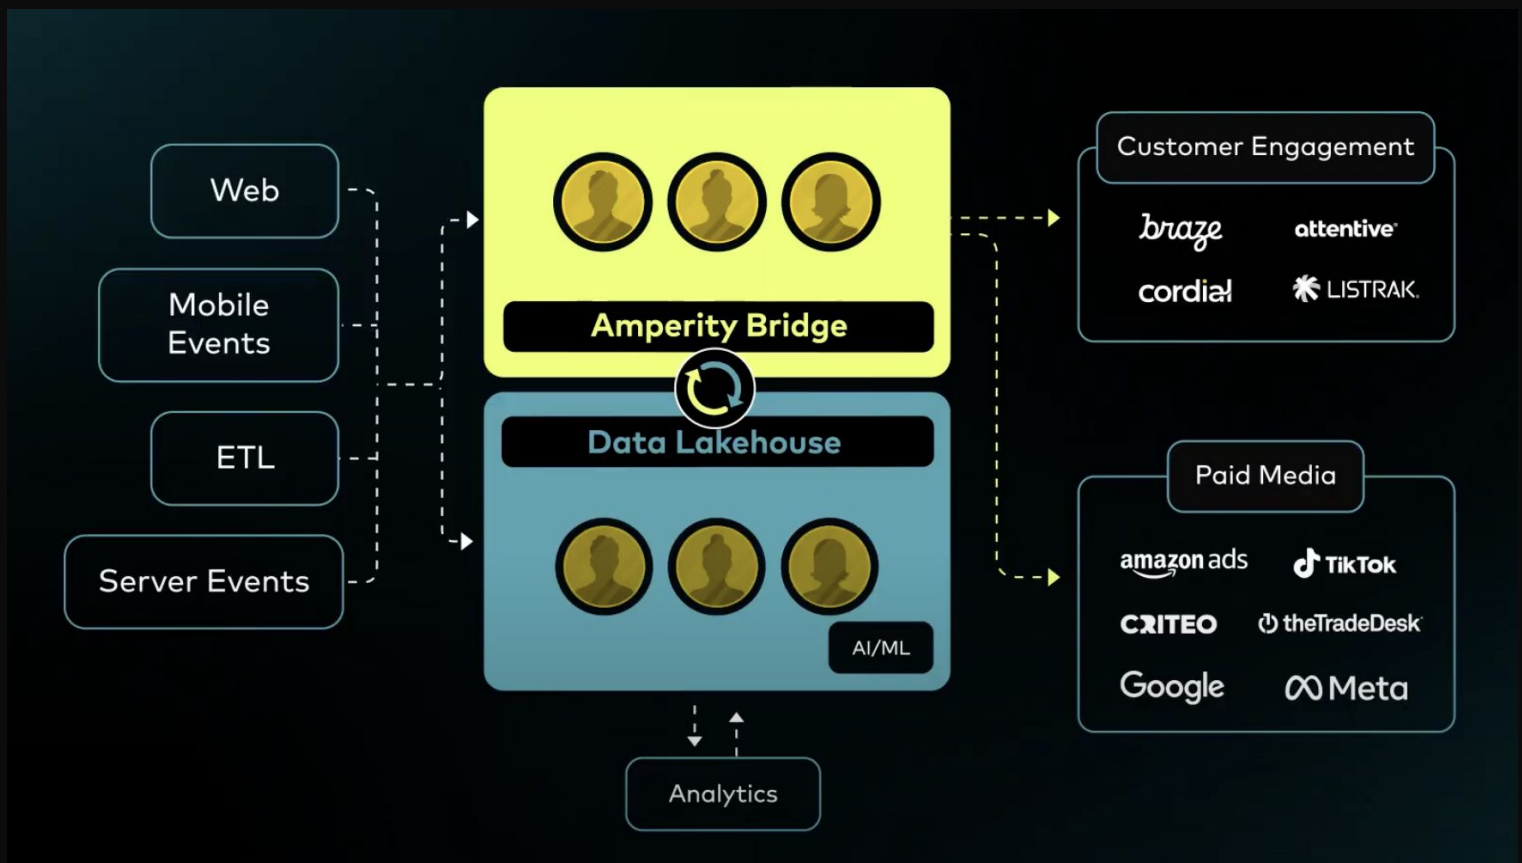 Web
Mobile
Events
ETL
Server Events
Amperity Bridge
Data Lakehouse
AI/ML
Analytics
Customer Engagement
braze
attentive
cordial
LISTRAK
Paid Media
amazon ads
TikTok
CRITEO
theTradeDesk
Google
Meta